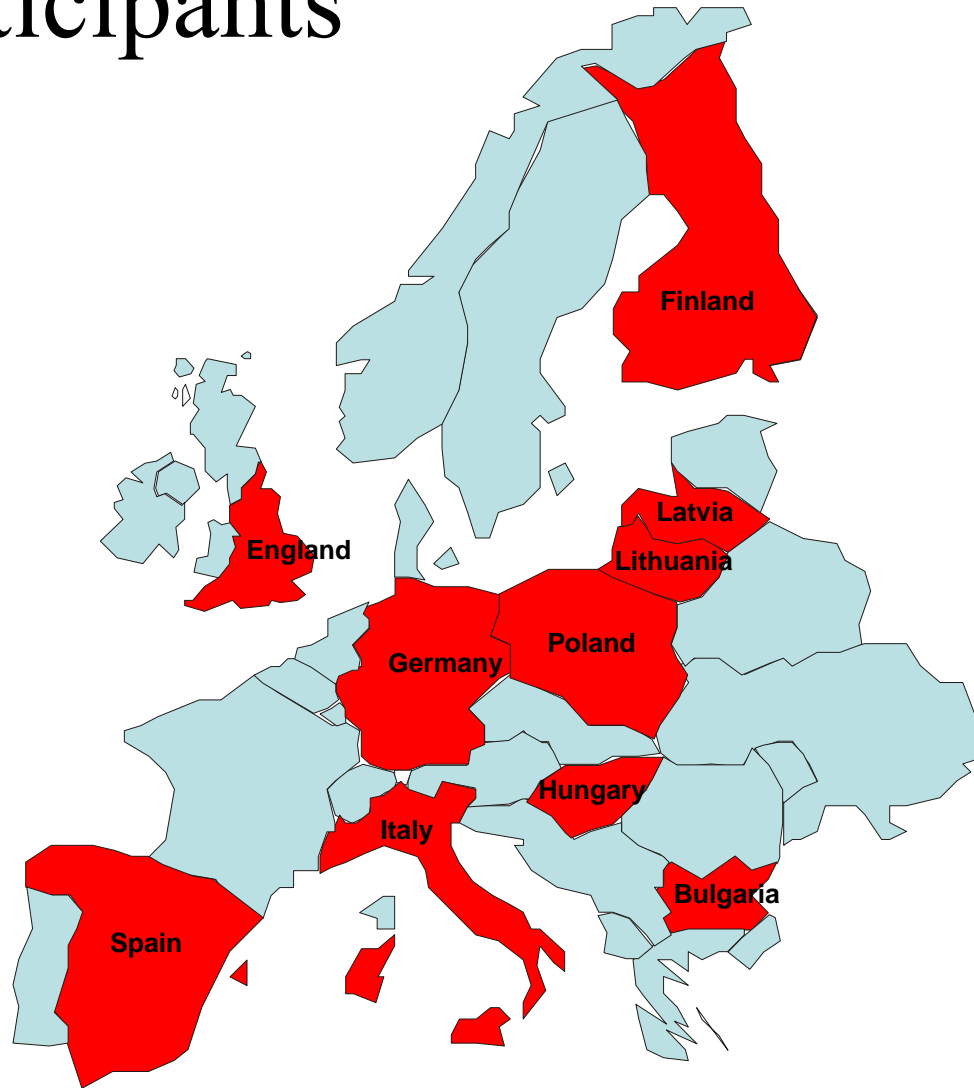 ticipants
Finland
Latvia
Lithuania
England
Poland
Germany
Hungary
Italy
Bulgaria
Spain